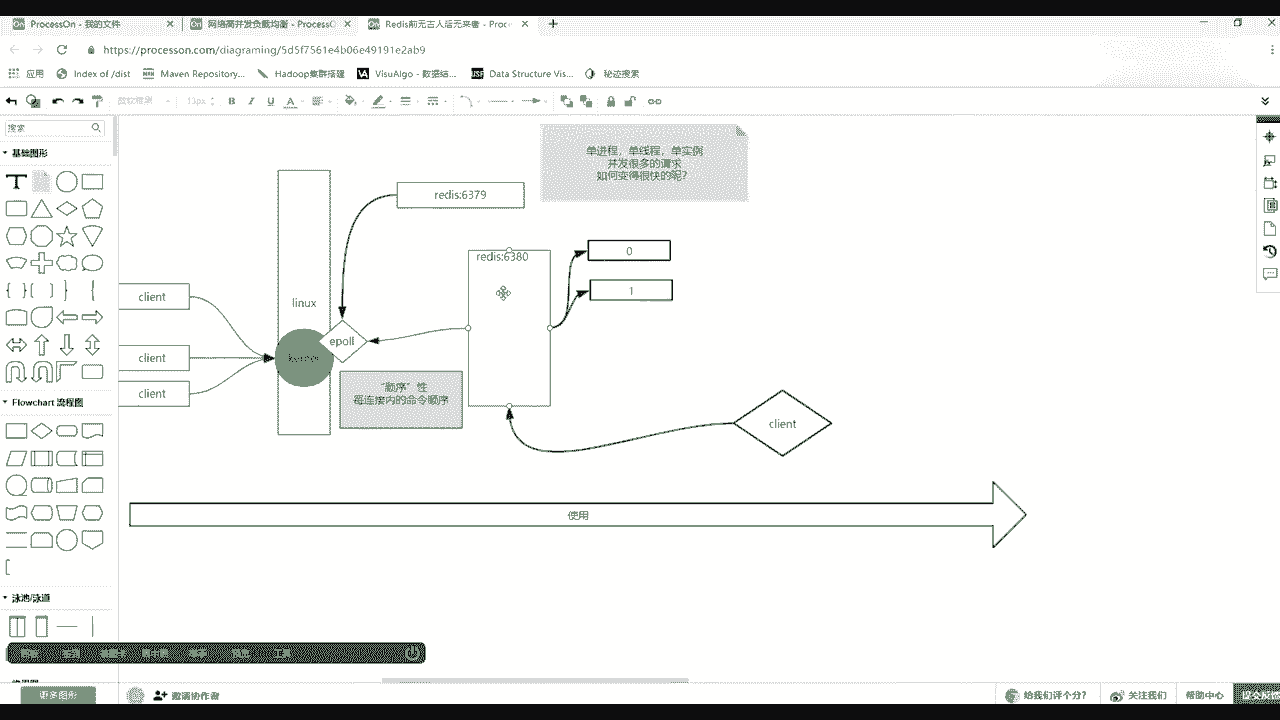 ProcessOn - 我的文件
网络高并发负载均衡 - ProcessO
Redis前无古人后无来者 - Proc
https://processon.com/diagraming/5d5f7561e4b06e49191e2ab9
应用
Index of /dist
Maven Repository...
Hadoop集群搭建
VisuAlgo - 数据结...
Data Structure Vis...
秘迹搜索
13px
B
I
U
A
搜索
基础图形
T
Flowchart 流程图
泳池/泳道
更多图形
单进程，单线程，单实例
并发很多的请求
如何变得很快的呢？
redis:6379
redis:6380
0
1
client
linux
epoll
client
client
"顺序"性
每连接内的命令顺序
client
使用
邀请协作者
给我们评个分？
关注我们
帮助中心